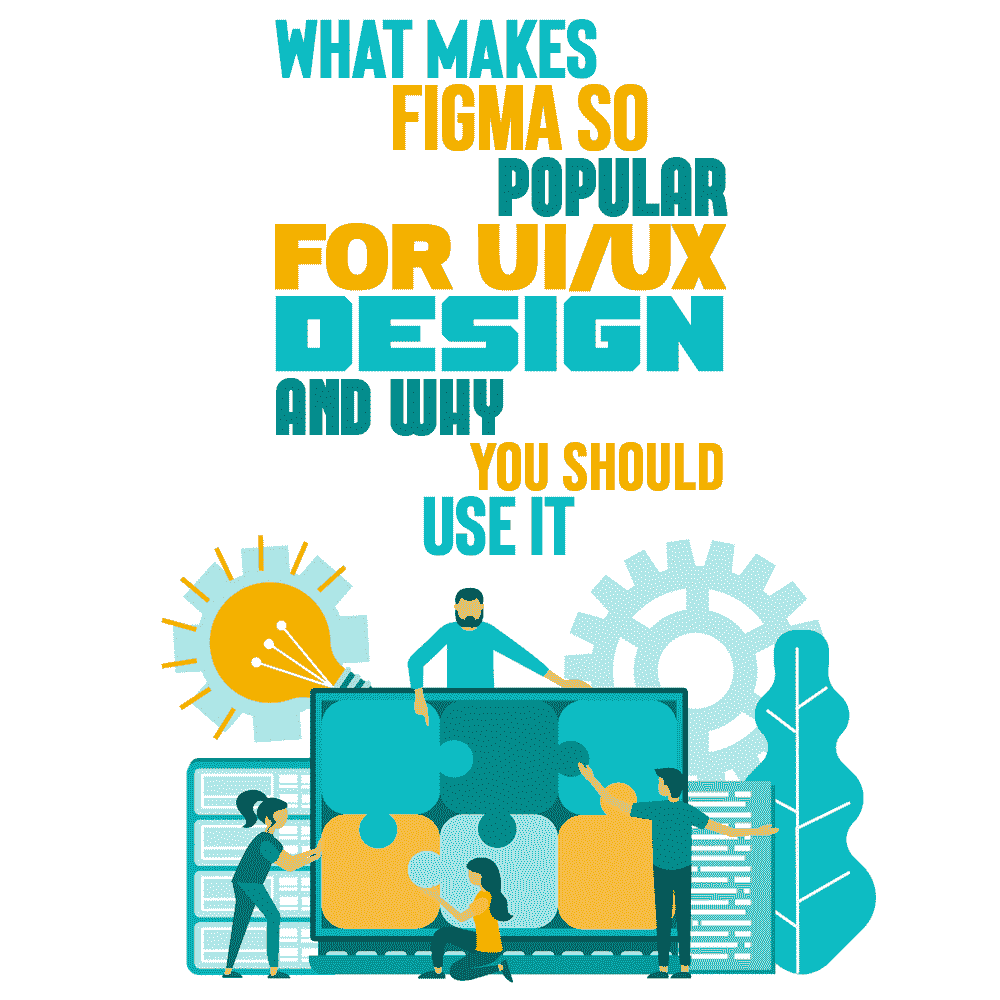 WHAT MAKES
FIGMA SO
POPULAR
FOR UI/UX
DESIGN
AND WHY
YOU SHOULD
USE IT